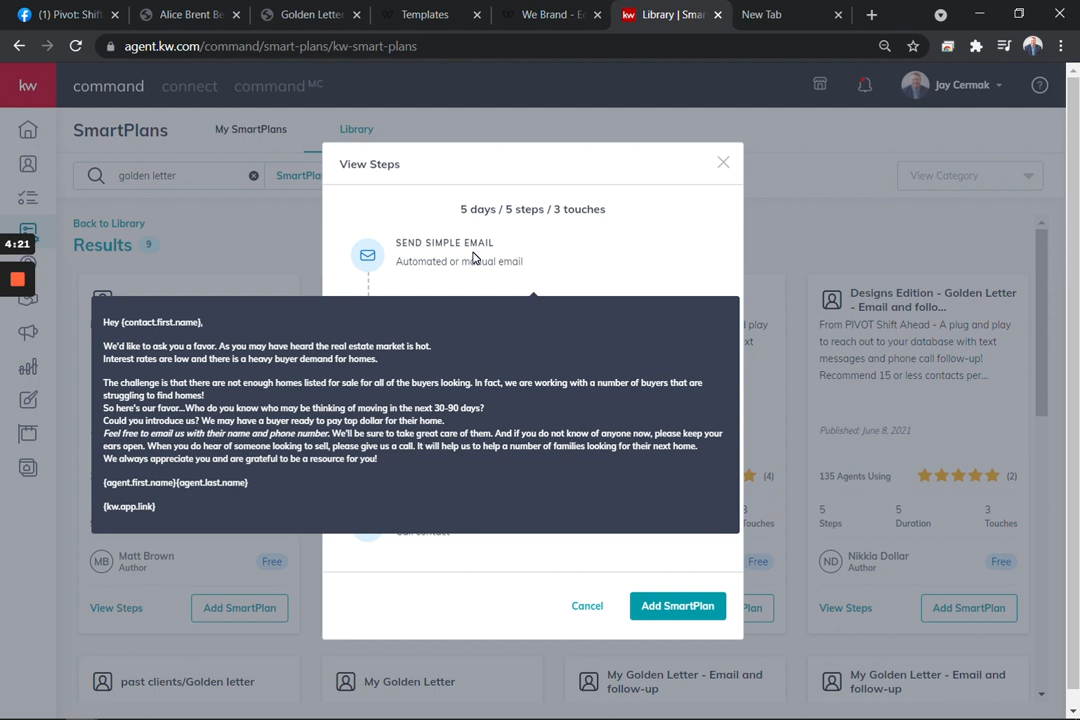 (1) Pivot: Shift
Alice Brent Be
Golden Letter
Templates
We Brand - E
Library | Smar
New Tab
agent.kw.com/command/smart-plans/kw-smart-plans
kw
command
connect
command MC
Jay Cermak
SmartPlans
My SmartPlans
Library
golden letter
SmartPla
View Category
4:21
Back to Library
Results 9
View Steps
5 days / 5 steps / 3 touches
SEND SIMPLE EMAIL
Automated or manual email
Hey {contact.first.name},
We'd like to ask you a favor. As you may have heard the real estate market is hot.
Interest rates are low and there is a heavy buyer demand for homes.
The challenge is that there are not enough homes listed for sale for all of the buyers looking. In fact, we are working with a number of buyers that are
struggling to find homes!
So here's our favor...Who do you know who may be thinking of moving in the next 30-90 days?
Could you introduce us? We may have a buyer ready to pay top dollar for their home.
Feel free to email us with their name and phone number. We'll be sure to take great care of them. And if you do not know of anyone now, please keep your
ears open. When you do hear of someone looking to sell, please give us a call. It will help us to help a number of families looking for their next home.
We always appreciate you and are grateful to be a resource for you!
{agent.first.name}{agent.last.name}
{kw.app.link}
Call contact
Cancel
Add SmartPlan
Designs Edition - Golden Letter
- Email and follo...
From PIVOT Shift Ahead - A plug and play
to reach out to your database with text
messages and phone call follow-up!
Recommend 15 or less contacts per...
Published: June 8, 2021
135 Agents Using
(2)
5
5
3
Steps
Duration
Touches
ND
Nikkia Dollar
Author
Free
View Steps
Add SmartPlan
d play
ext
(4)
3
Touches
Free
Plan
MB
Matt Brown
Author
Free
View Steps
Add SmartPlan
past clients/Golden letter
My Golden Letter
My Golden Letter - Email and
follow-up
My Golden Letter - Email and
follow-up